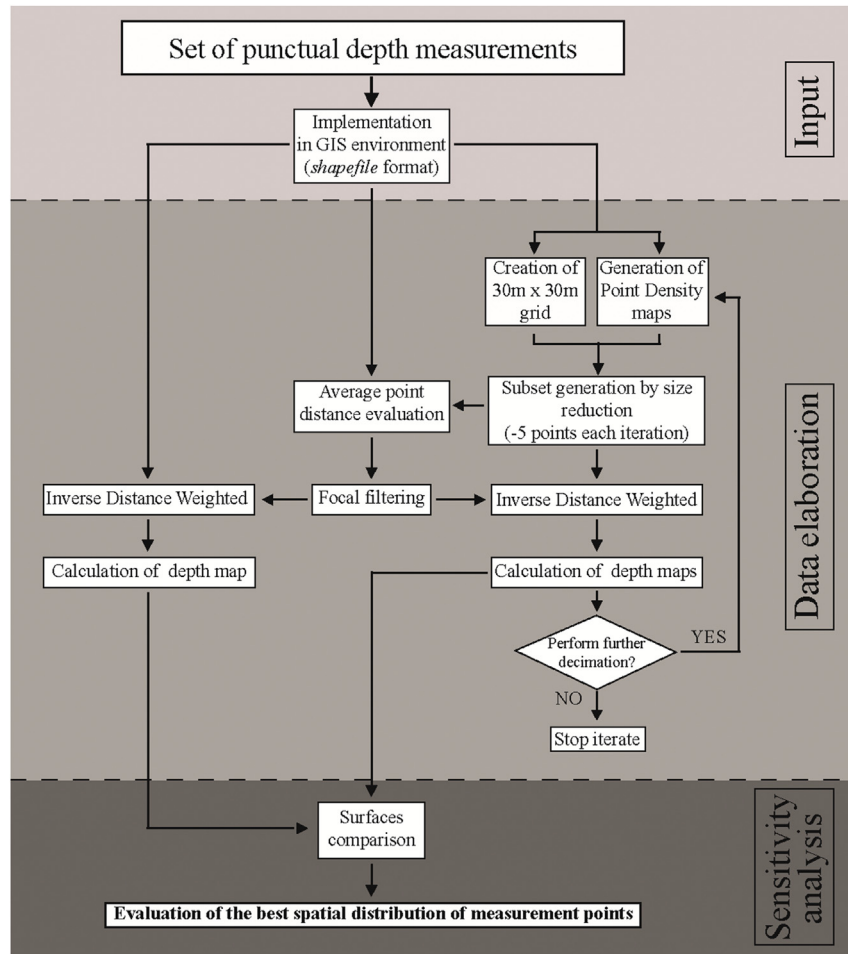 Set of punctual depth measurements
Input
Implementation
in GIS environment
(shapefile format)
Creation of
30m x 30m
grid
Generation of
Point Density
maps
Data elaboration
Average point
distance evaluation
Subset generation by size
reduction
(-5 points each iteration)
Inverse Distance Weighted
Focal filtering
Inverse Distance Weighted
Calculation of depth map
Calculation of depth maps
Perform further
decimation?
YES
NO
Stop iterate
Sensitivity
analysis
Surfaces
comparison
Evaluation of the best spatial distribution of measurement points